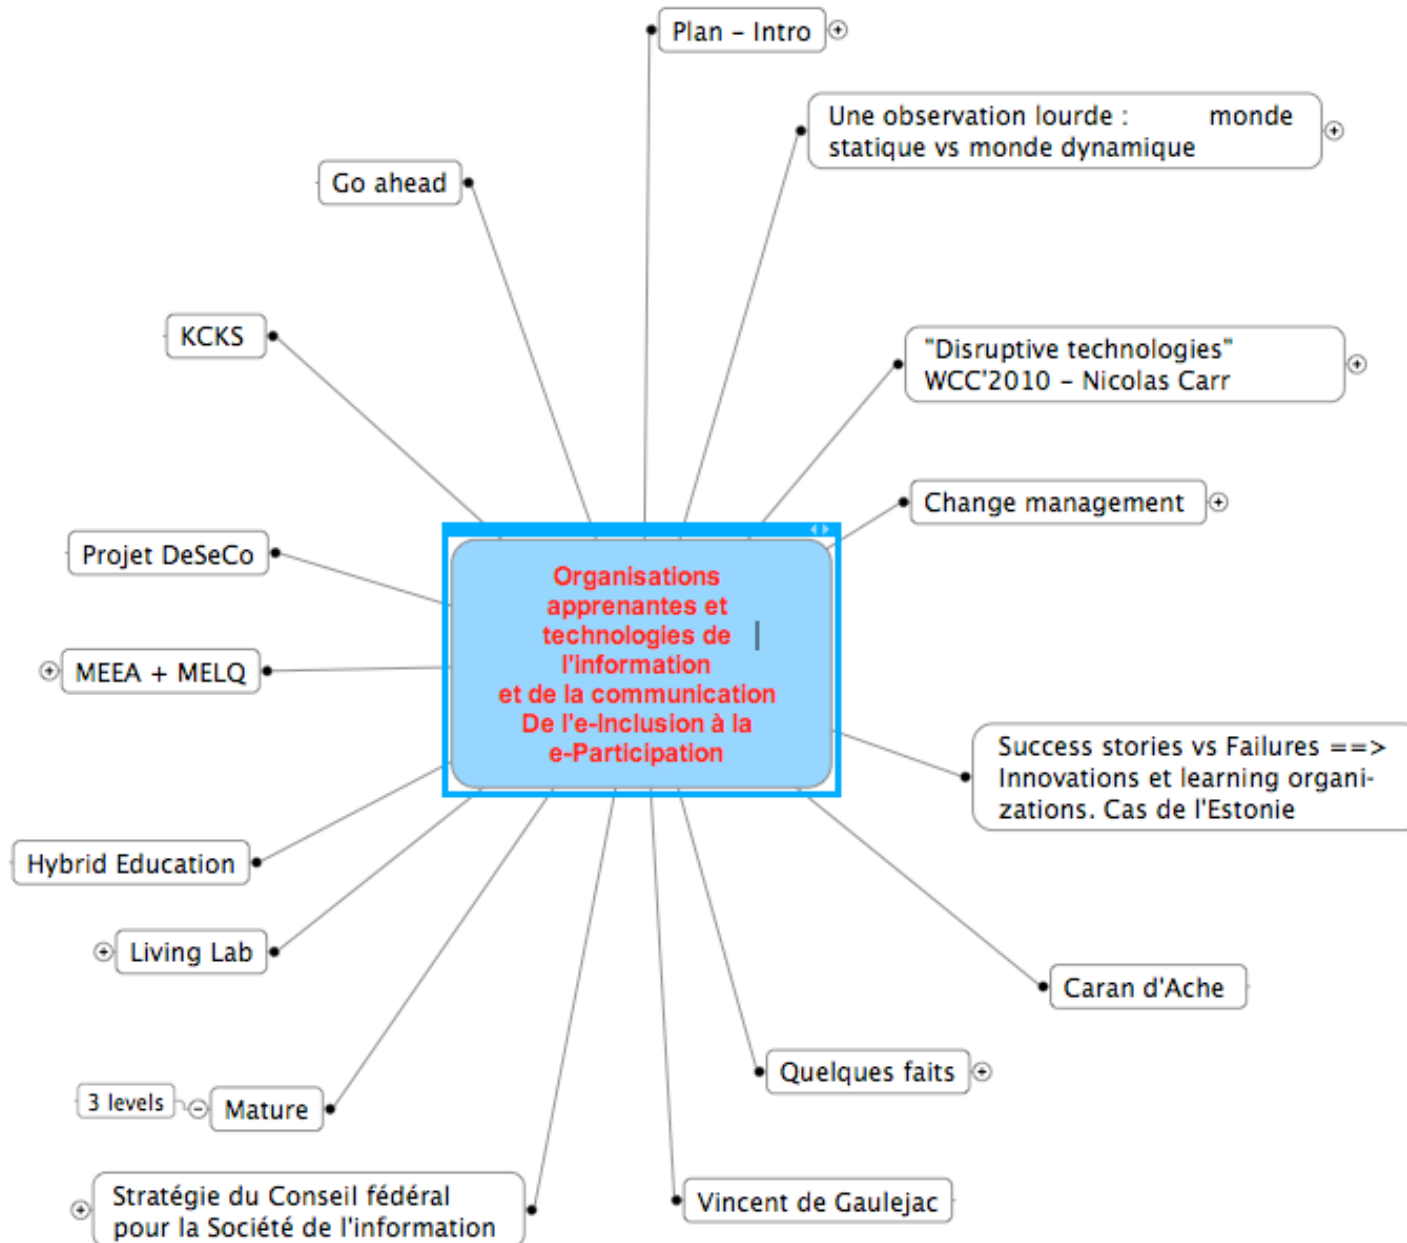 Plan – Intro
Une observation lourde : monde
statique vs monde dynamique
Go ahead
KCKS
"Disruptive technologies"
WCC'2010 – Nicolas Carr
Change management
Projet DeSeCo
MEEA + MELQ
Organisations
apprenantes et
technologies de
l'information
et de la communication
De l'e-Inclusion à la
e-Participation
Success stories vs Failures ==>
Innovations et learning organi-
zations. Cas de l'Estonie
Hybrid Education
Living Lab
Caran d'Ache
Quelques faits
3 levels
Mature
Stratégie du Conseil fédéral
pour la Société de l'information
Vincent de Gaulejac